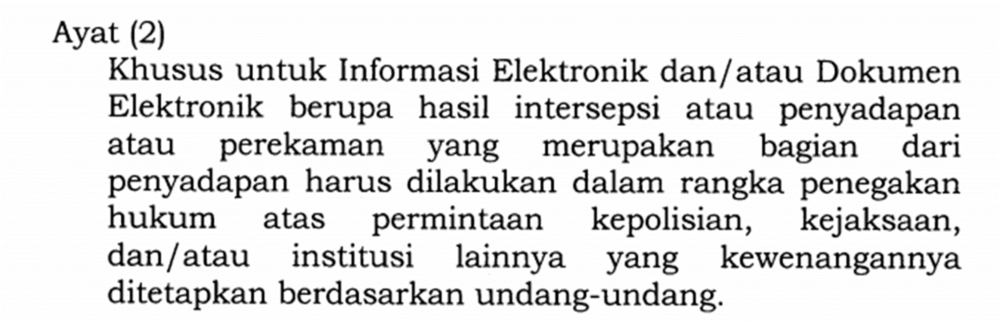 Ayat (2)
Khusus untuk Informasi Elektronik dan/atau Dokumen
Elektronik berupa hasil intersepsi atau penyadapan
atau perekaman yang merupakan bagian dari
penyadapan harus dilakukan dalam rangka penegakan
hukum atas permintaan kepolisian, kejaksaan,
dan/atau institusi lainnya yang kewenangannya
ditetapkan berdasarkan undang-undang.